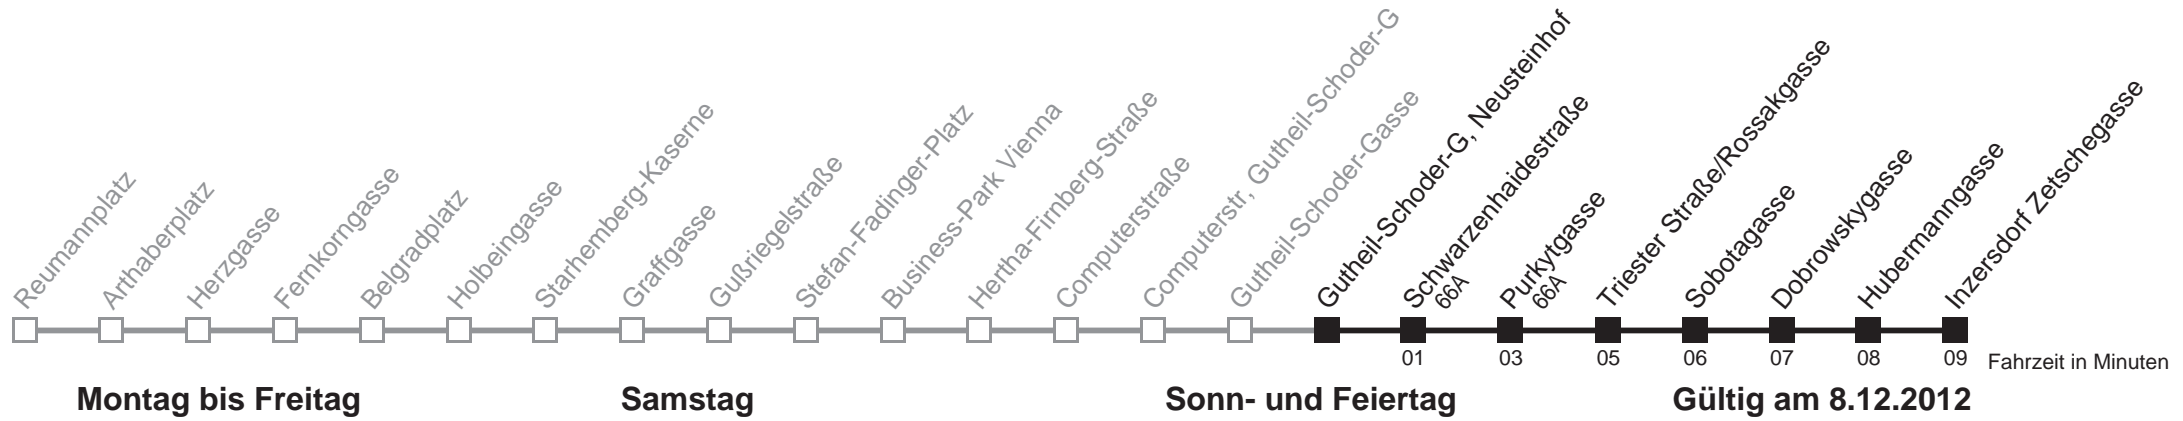 Reumannplatz
Arthaberplatz
Herzgasse
Fernkorngasse
Belgradplatz
Holbeingasse
Starhemberg-Kaserne
Graffgasse
Gußriegelstraße
Stefan-Fadinger-Platz
Business-Park Vienna
Hertha-Firnberg-Straße
Computerstraße
Computerstr, Gutheil-Schoder-G
Gutheil-Schoder-Gasse
Gutheil-Schoder-G, Neusteinhof
Schwarzenhaidestraße
66A
Purkytgasse
66A
Triester Straße/Rossakgasse
Sobotagasse
Dobrowskygasse
Hubermanngasse
Inzersdorf Zetschegasse
01 03 05 06 07 08 09 Fahrzeit in Minuten
Montag bis Freitag Samstag Sonn- und Feiertag Gültig am 8.12.2012